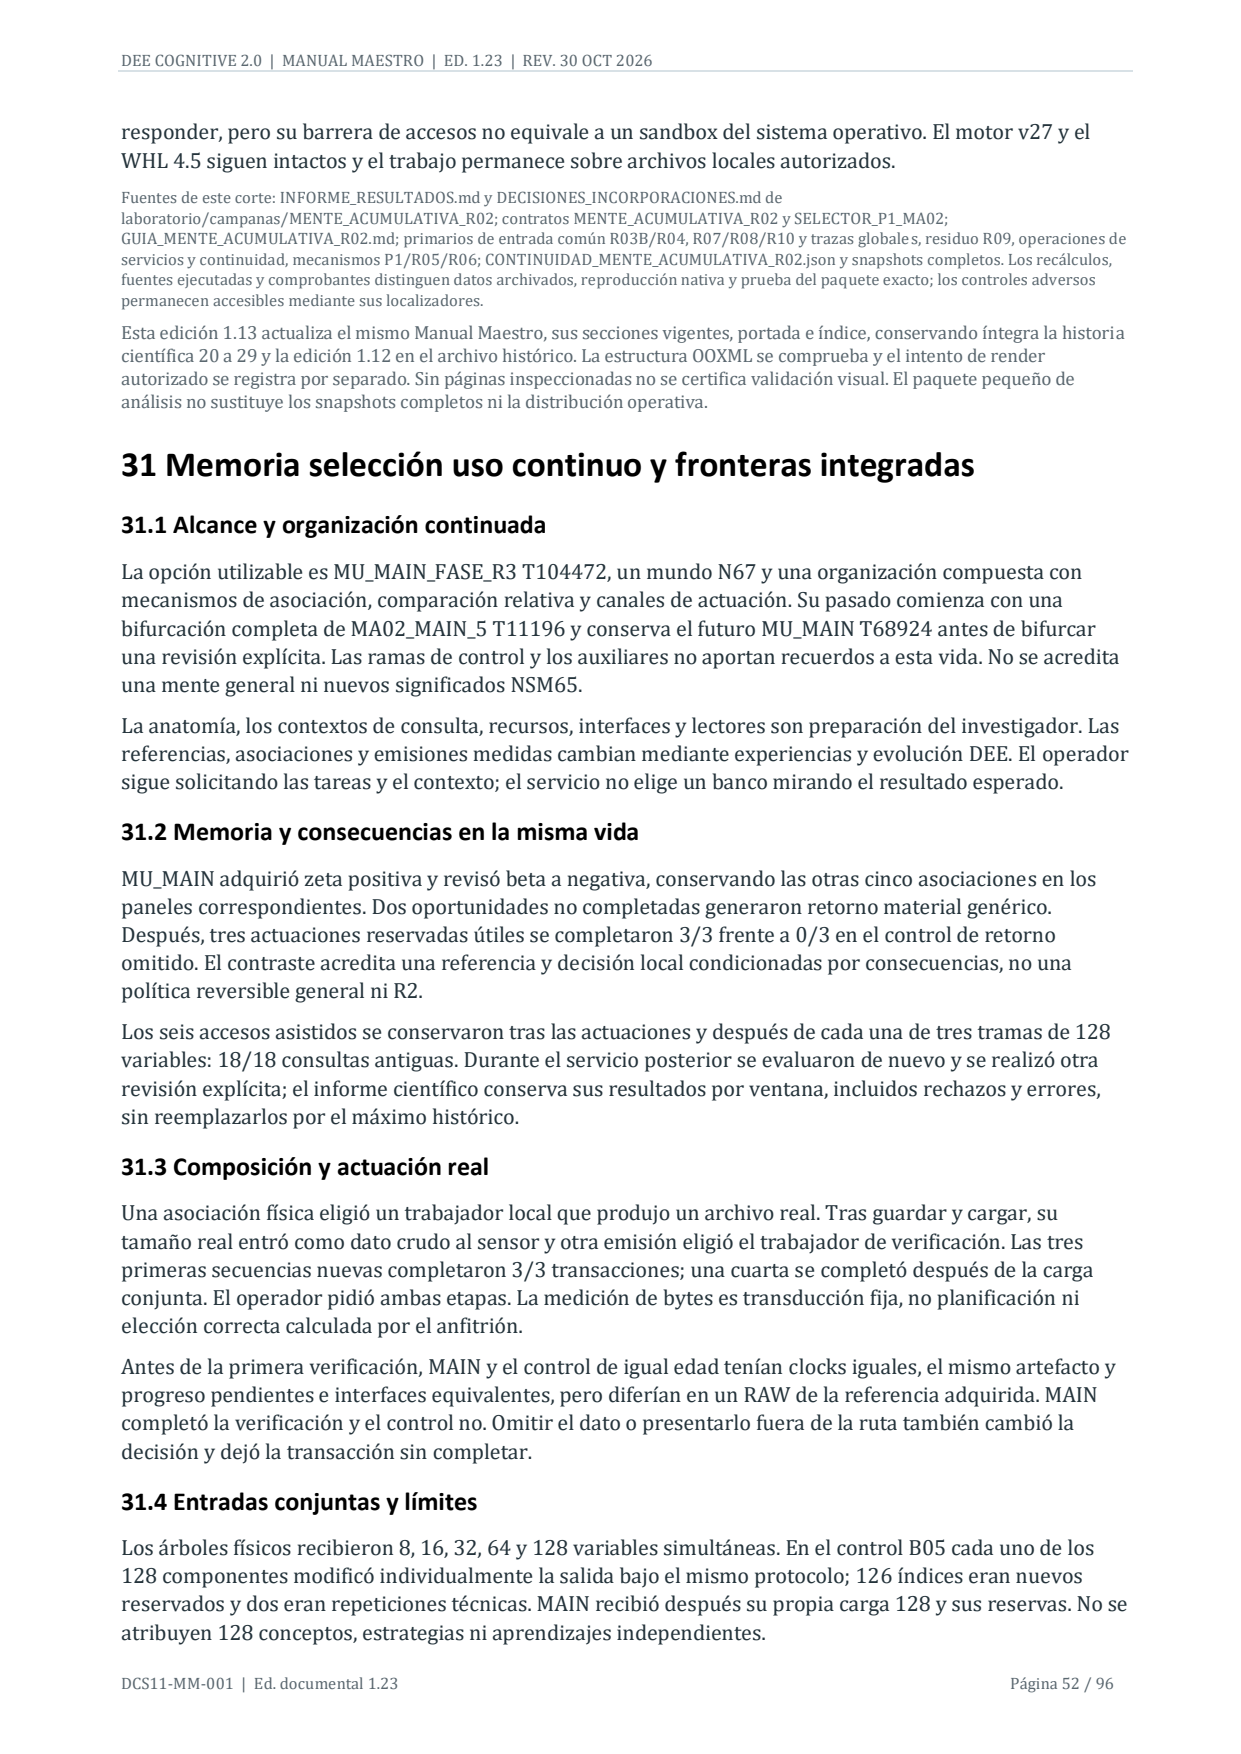 DEE COGNITIVE 2.0 | MANUAL MAESTRO | ED. 1.23 | REV. 30 OCT 2026
responder, pero su barrera de accesos no equivale a un sandbox del sistema operativo. El motor v27 y el
WHL 4.5 siguen intactos y el trabajo permanece sobre archivos locales autorizados.
Fuentes de este corte: INFORME_RESULTADOS.md y DECISIONES_INCORPORACIONES.md de
laboratorio/campanas/MENTE_ACUMULATIVA_R02; contratos MENTE_ACUMULATIVA_R02 y SELECTOR_P1_MA02;
GUIA_MENTE_ACUMULATIVA_R02.md; primarios de entrada común R03B/R04, R07/R08/R10 y trazas globales, residuo R09, operaciones de
servicios y continuidad, mecanismos P1/R05/R06; CONTINUIDAD_MENTE_ACUMULATIVA_R02.json y snapshots completos. Los recálculos,
fuentes ejecutadas y comprobantes distinguen datos archivados, reproducción nativa y prueba del paquete exacto; los controles adversos
permanecen accesibles mediante sus localizadores.
Esta edición 1.13 actualiza el mismo Manual Maestro, sus secciones vigentes, portada e índice, conservando íntegra la historia
científica 20 a 29 y la edición 1.12 en el archivo histórico. La estructura OOXML se comprueba y el intento de render
autorizado se registra por separado. Sin páginas inspeccionadas no se certifica validación visual. El paquete pequeño de
análisis no sustituye los snapshots completos ni la distribución operativa.
31 Memoria selección uso continuo y fronteras integradas
31.1 Alcance y organización continuada
La opción utilizable es MU_MAIN_FASE_R3 T104472, un mundo N67 y una organización compuesta con
mecanismos de asociación, comparación relativa y canales de actuación. Su pasado comienza con una
bifurcación completa de MA02_MAIN_5 T11196 y conserva el futuro MU_MAIN T68924 antes de bifurcar
una revisión explícita. Las ramas de control y los auxiliares no aportan recuerdos a esta vida. No se acredita
una mente general ni nuevos significados NSM65.
La anatomía, los contextos de consulta, recursos, interfaces y lectores son preparación del investigador. Las
referencias, asociaciones y emisiones medidas cambian mediante experiencias y evolución DEE. El operador
sigue solicitando las tareas y el contexto; el servicio no elige un banco mirando el resultado esperado.
31.2 Memoria y consecuencias en la misma vida
MU_MAIN adquirió zeta positiva y revisó beta a negativa, conservando las otras cinco asociaciones en los
paneles correspondientes. Dos oportunidades no completadas generaron retorno material genérico.
Después, tres actuaciones reservadas útiles se completaron 3/3 frente a 0/3 en el control de retorno
omitido. El contraste acredita una referencia y decisión local condicionadas por consecuencias, no una
política reversible general ni R2.
Los seis accesos asistidos se conservaron tras las actuaciones y después de cada una de tres tramas de 128
variables: 18/18 consultas antiguas. Durante el servicio posterior se evaluaron de nuevo y se realizó otra
revisión explícita; el informe científico conserva sus resultados por ventana, incluidos rechazos y errores,
sin reemplazarlos por el máximo histórico.
31.3 Composición y actuación real
Una asociación física eligió un trabajador local que produjo un archivo real. Tras guardar y cargar, su
tamaño real entró como dato crudo al sensor y otra emisión eligió el trabajador de verificación. Las tres
primeras secuencias nuevas completaron 3/3 transacciones; una cuarta se completó después de la carga
conjunta. El operador pidió ambas etapas. La medición de bytes es transducción fija, no planificación ni
elección correcta calculada por el anfitrión.
Antes de la primera verificación, MAIN y el control de igual edad tenían clocks iguales, el mismo artefacto y
progreso pendientes e interfaces equivalentes, pero diferían en un RAW de la referencia adquirida. MAIN
completó la verificación y el control no. Omitir el dato o presentarlo fuera de la ruta también cambió la
decisión y dejó la transacción sin completar.
31.4 Entradas conjuntas y límites
Los árboles físicos recibieron 8, 16, 32, 64 y 128 variables simultáneas. En el control B05 cada uno de los
128 componentes modificó individualmente la salida bajo el mismo protocolo; 126 índices eran nuevos
reservados y dos eran repeticiones técnicas. MAIN recibió después su propia carga 128 y sus reservas. No se
atribuyen 128 conceptos, estrategias ni aprendizajes independientes.
DCS11-MM-001 | Ed. documental 1.23
Página 52 / 96